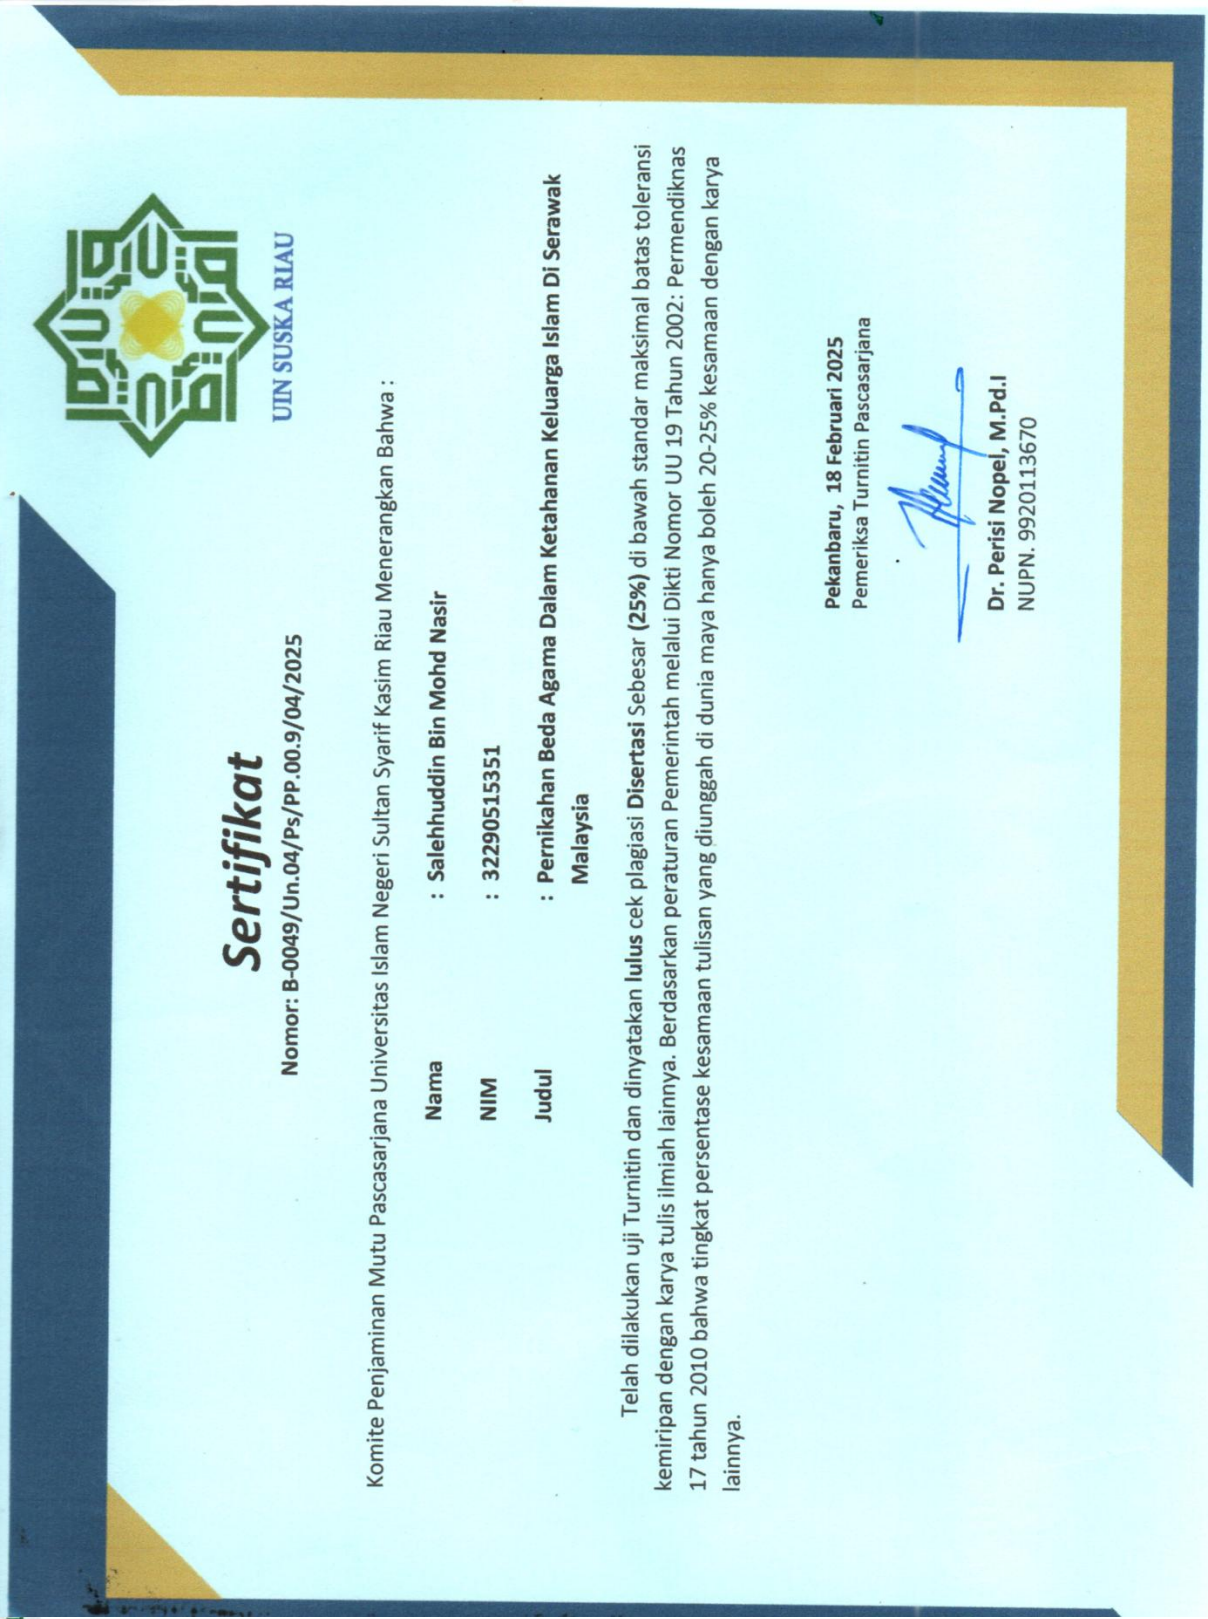 UIN SUSKA RIAU
Sertifikat
Nomor: B-0049/Un.04/Ps/PP.00.9/04/2025
Komite Penjaminan Mutu Pascasarjana Universitas Islam Negeri Sultan Syarif Kasim Riau Menerangkan Bahwa :
Nama : Salehhuddin Bin Mohd Nasir
NIM : 32290515351
Judul : Pernikahan Beda Agama Dalam Ketahanan Keluarga Islam Di Serawak
Malaysia
Telah dilakukan uji Turnitin dan dinyatakan lulus cek plagiasi Disertasi Sebesar (25%) di bawah standar maksimal batas toleransi
kemiripan dengan karya tulis ilmiah lainnya. Berdasarkan peraturan Pemerintah melalui Dikti Nomor UU 19 Tahun 2002: Permendiknas
17 tahun 2010 bahwa tingkat persentase kesamaan tulisan yang diunggah di dunia maya hanya boleh 20-25% kesamaan dengan karya
lainnya.
Pekanbaru, 18 Februari 2025
Pemeriksa Turnitin Pascasarjana
Dr. Perisi Nopel, M.Pd.I
NUPN. 9920113670